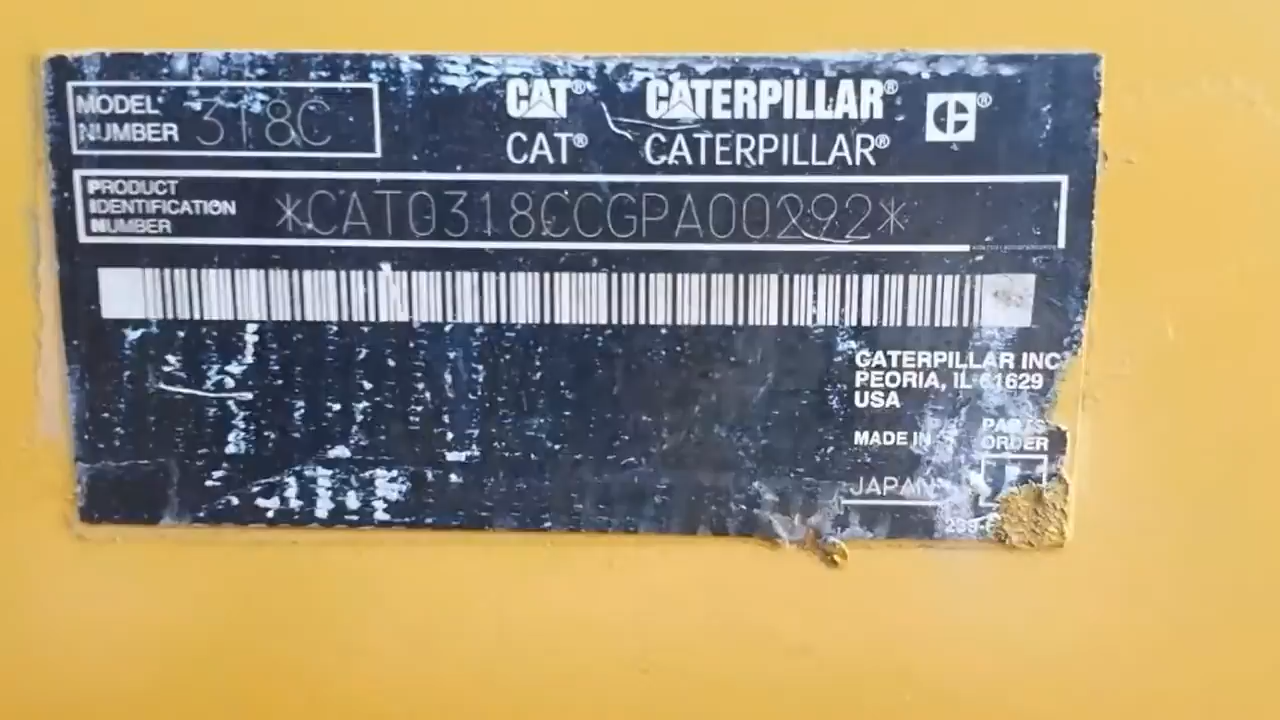 MODEL NUMBER 318C
CAT® CATERPILLAR® ®
CAT® CATERPILLAR®
PRODUCT IDENTIFICATION NUMBER *CAT0318CCGPA00292*
CATERPILLAR INC
PEORIA, IL 61629
USA
MADE IN
PARTS ORDER
JAPAN